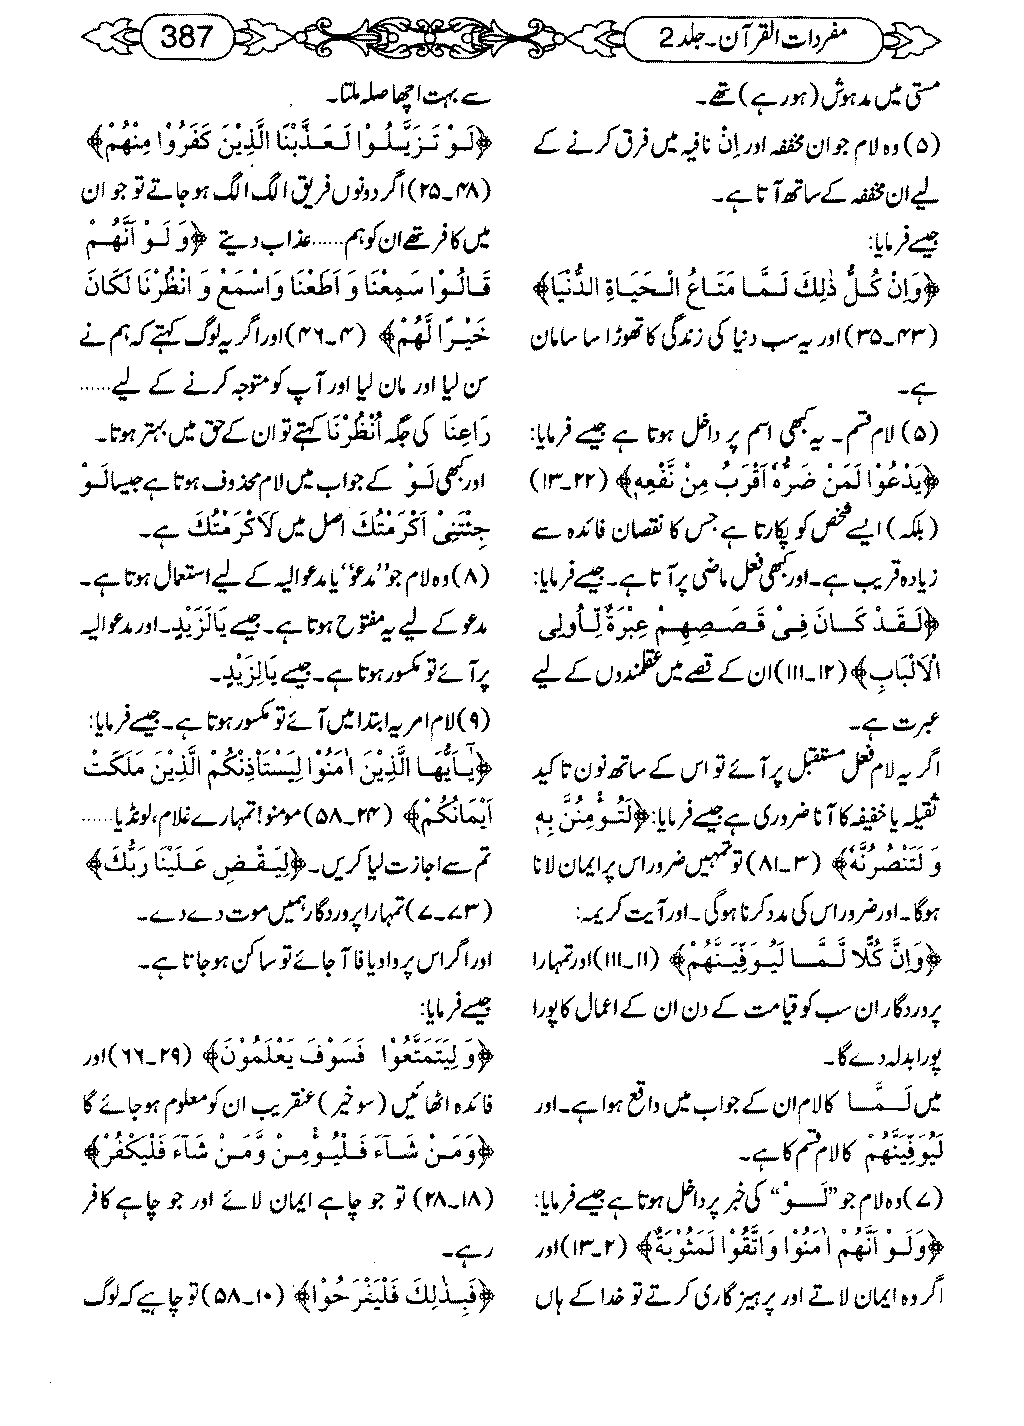 مفردات القرآن۔جلد 2
387
مستی میں مدہوش (ہورہے) تھے۔
(۵) وہ لام جو ان مخففہ اور اِنْ نافیہ میں فرق کرنے کے
لیے ان مخففہ کے ساتھ آتا ہے۔
جیسے فرمایا:
﴿وَاِنْ كُلُّ ذٰلِكَ لَمَّا مَتَاعُ الْحَيَاةِ الدُّنْيَا﴾
(۴۳۔۳۵) اور یہ سب دنیا کی زندگی کا تھوڑا سا سامان
ہے۔
(۵) لام قسم۔ یہ کبھی اسم پر داخل ہوتا ہے جیسے فرمایا:
﴿يَدْعُوْا لَمَنْ ضَرُّهٗ اَقْرَبُ مِنْ نَّفْعِهٖ﴾ (۲۲۔۱۳)
(بلکہ) ایسے شخص کو پکارتا ہے جس کا نقصان فائدہ سے
زیادہ قریب ہے۔ اور کبھی فعل ماضی پر آتا ہے۔ جیسے فرمایا:
﴿لَقَدْ كَانَ فِيْ قَصَصِهِمْ عِبْرَةٌ لِّاُولِى
الْاَلْبَابِ﴾ (۱۲۔۱۱۱) ان کے قصے میں عقلمندوں کے لیے
عبرت ہے۔
اگر یہ لام فعل مستقبل پر آئے تو اس کے ساتھ نون تاکید
ثقیلہ یا خفیفہ کا آنا ضروری ہے جیسے فرمایا: ﴿لَتُوْمِنُنَّ بِهٖ
وَ لَتَنْصُرُنَّهٗ﴾ (۳۔۸۱) تو تمہیں ضرور اس پر ایمان لانا
ہوگا۔ اور ضرور اس کی مدد کرنا ہوگی۔ اور آیت کریمہ:
﴿وَاِنَّ كُلًّا لَّمَّا لَيُوَفِّيَنَّهُمْ﴾ (۱۱۔۱۱۱) اور تمہارا
پروردگار ان سب کو قیامت کے دن ان کے اعمال کا پورا
پورا بدلہ دے گا۔
میں لَمَّا کا لام ان کے جواب میں واقع ہوا ہے۔ اور
لَيُوَفِّيَنَّهُمْ کا لام قسم کا ہے۔
(۷) وہ لام جو ’’لَوْ‘‘ کی خبر پر داخل ہوتا ہے جیسے فرمایا:
﴿وَلَوْ اَنَّهُمْ اٰمَنُوْا وَاتَّقَوْا لَمَثُوْبَةٌ﴾ (۲۔۱۳) اور
اگر وہ ایمان لاتے اور پرہیزگاری کرتے تو خدا کے ہاں
سے بہت اچھا صلہ ملتا۔
﴿لَوْ تَزَيَّلُوْا لَعَذَّبْنَا الَّذِيْنَ كَفَرُوْا مِنْهُمْ﴾
(۴۸۔۲۵) اگر دونوں فریق الگ الگ ہوجاتے تو جو ان
میں کافر تھے ان کو ہم ...... عذاب دیتے ﴿وَ لَوْ اَنَّهُمْ
قَالُوْا سَمِعْنَا وَ اَطَعْنَا وَاسْمَعْ وَ انْظُرْنَا لَكَانَ
خَيْرًا لَّهُمْ﴾ (۴۔۴۶) اور اگر یہ لوگ کہتے کہ ہم نے
سن لیا اور مان لیا اور آپ کو متوجہ کرنے کے لیے......
رَاعِنَا کی جگہ اُنْظُرْنَا کہتے تو ان کے حق میں بہتر ہوتا۔
اور کبھی لَوْ کے جواب میں لام محذوف ہوتا ہے جیسا لَوْ
جِئْتَنِیْ اَکْرَمْتُكَ اصل میں لَاَکْرَمْتُكَ ہے۔
(۸) وہ لام جو ’’مدعو‘‘ یا مدعوالیہ کے لیے استعمال ہوتا ہے۔
مدعو کے لیے یہ مفتوح ہوتا ہے۔ جیسے یَالَزَیْدٍ۔ اور مدعوالیہ
پر آئے تو مکسور ہوتا ہے۔ جیسے یَالِزَیْدٍ۔
(۹) لام امر یہ ابتدا میں آئے تو مکسور ہوتا ہے۔ جیسے فرمایا:
﴿يٰٓاَيُّهَا الَّذِيْنَ اٰمَنُوْا لِيَسْتَاْذِنْكُمُ الَّذِيْنَ مَلَكَتْ
اَيْمَانُكُمْ﴾ (۲۴۔۵۸) مومنو! تمہارے غلام، لونڈیا......
تم سے اجازت لیا کریں۔ ﴿لِيَقْضِ عَلَيْنَا رَبُّكَ﴾
(۴۳۔۷۷) تمہارا پروردگار ہمیں موت دے دے۔
اور اگر اس پر واو یا فا آجائے تو ساکن ہوجاتا ہے۔
جیسے فرمایا:
﴿وَ لِيَتَمَتَّعُوْا فَسَوْفَ يَعْلَمُوْنَ﴾ (۲۹۔۶۶) اور
فائدہ اٹھائیں (سو خیر) عنقریب ان کو معلوم ہوجائے گا
﴿وَمَنْ شَآءَ فَلْيُؤْمِنْ وَّمَنْ شَآءَ فَلْيَكْفُرْ﴾
(۱۸۔۲۸) تو جو چاہے ایمان لائے اور جو چاہے کافر
رہے۔
﴿فَبِذٰلِكَ فَلْيَفْرَحُوْا﴾ (۱۰۔۵۸) تو چاہیے کہ لوگ